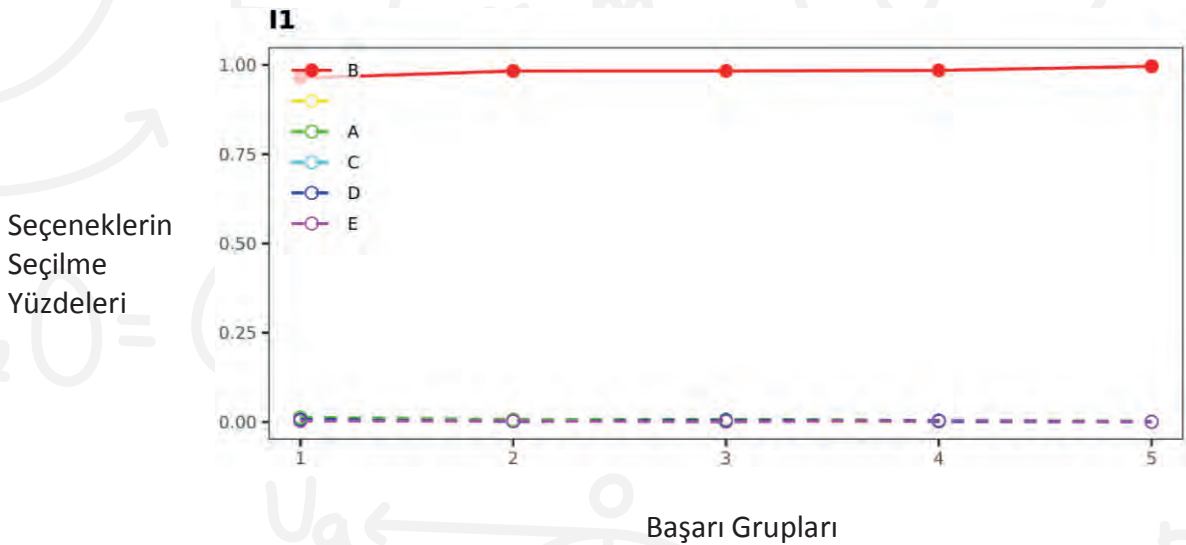 I1
1.00
0.75
0.50
0.25
0.00
B
A
C
D
E
Seçeneklerin
Seçilme
Yüzdeleri
1 2 3 4 5
Başarı Grupları